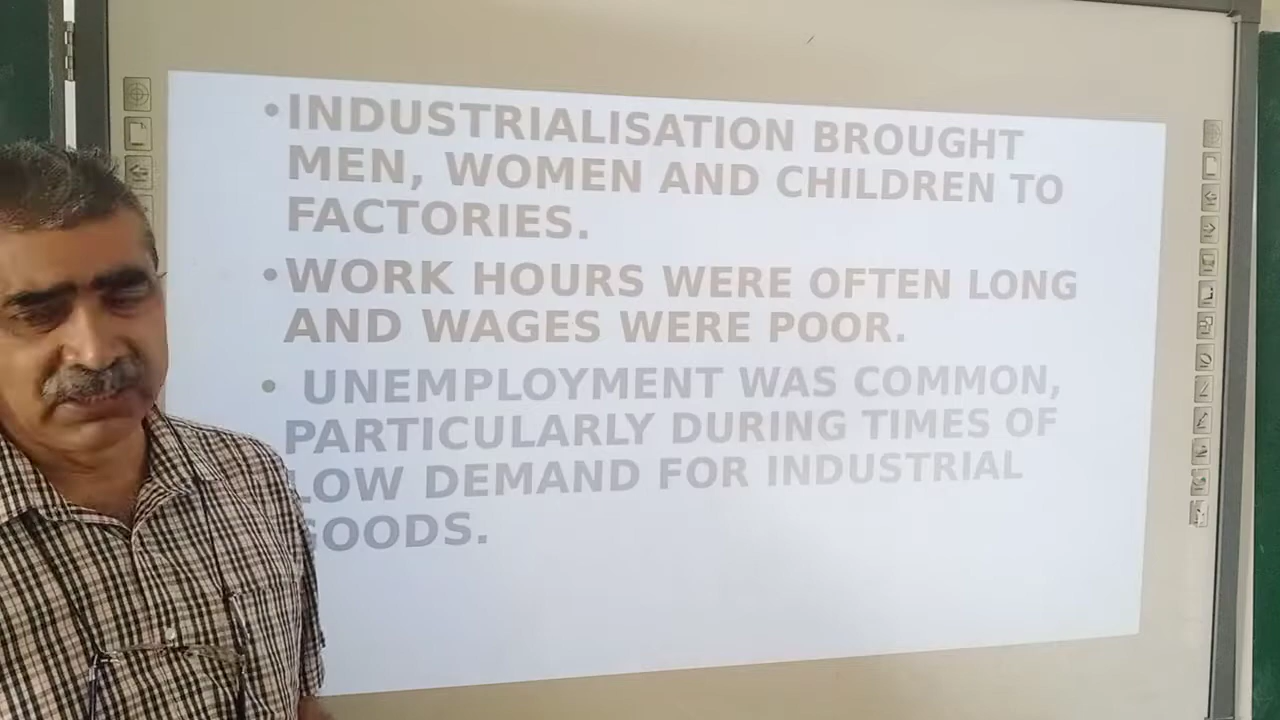 •INDUSTRIALISATION BROUGHT
MEN, WOMEN AND CHILDREN TO
FACTORIES.
•WORK HOURS WERE OFTEN LONG
AND WAGES WERE POOR.
• UNEMPLOYMENT WAS COMMON,
PARTICULARLY DURING TIMES OF
LOW DEMAND FOR INDUSTRIAL
GOODS.